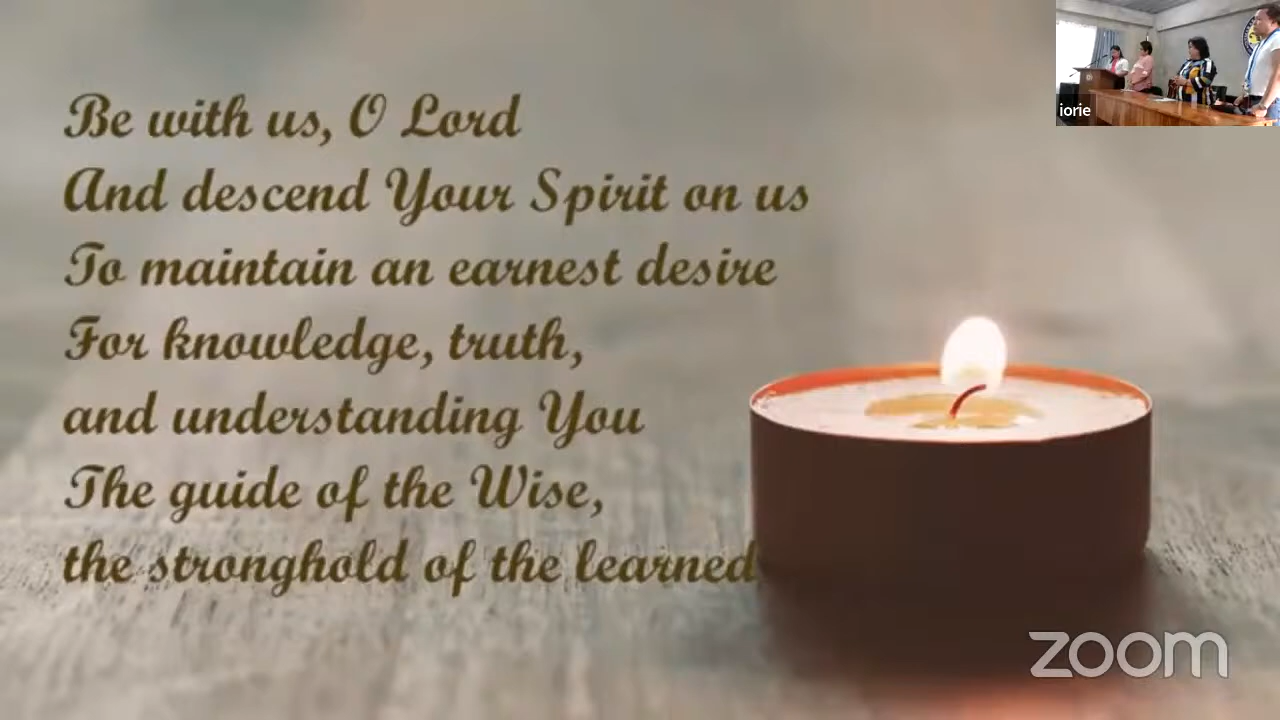 Be with us, O Lord
And descend Your Spirit on us
To maintain an earnest desire
For knowledge, truth,
and understanding You
The guide of the Wise,
the stronghold of the learned
iorie
zoom